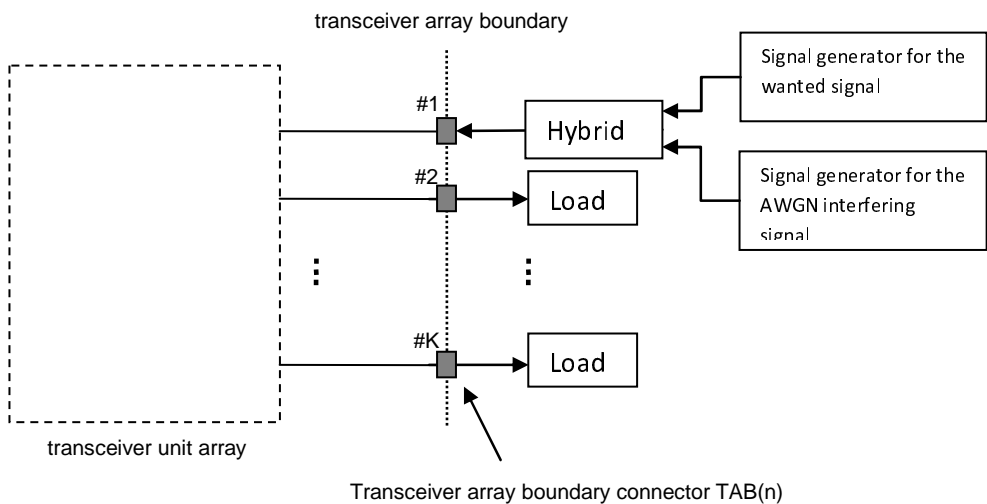 transceiver array boundary
Signal generator for the
wanted signal
#1
Hybrid
#2
Load
Signal generator for the
AWGN interfering
signal
#K
Load
transceiver unit array
Transceiver array boundary connector TAB(n)